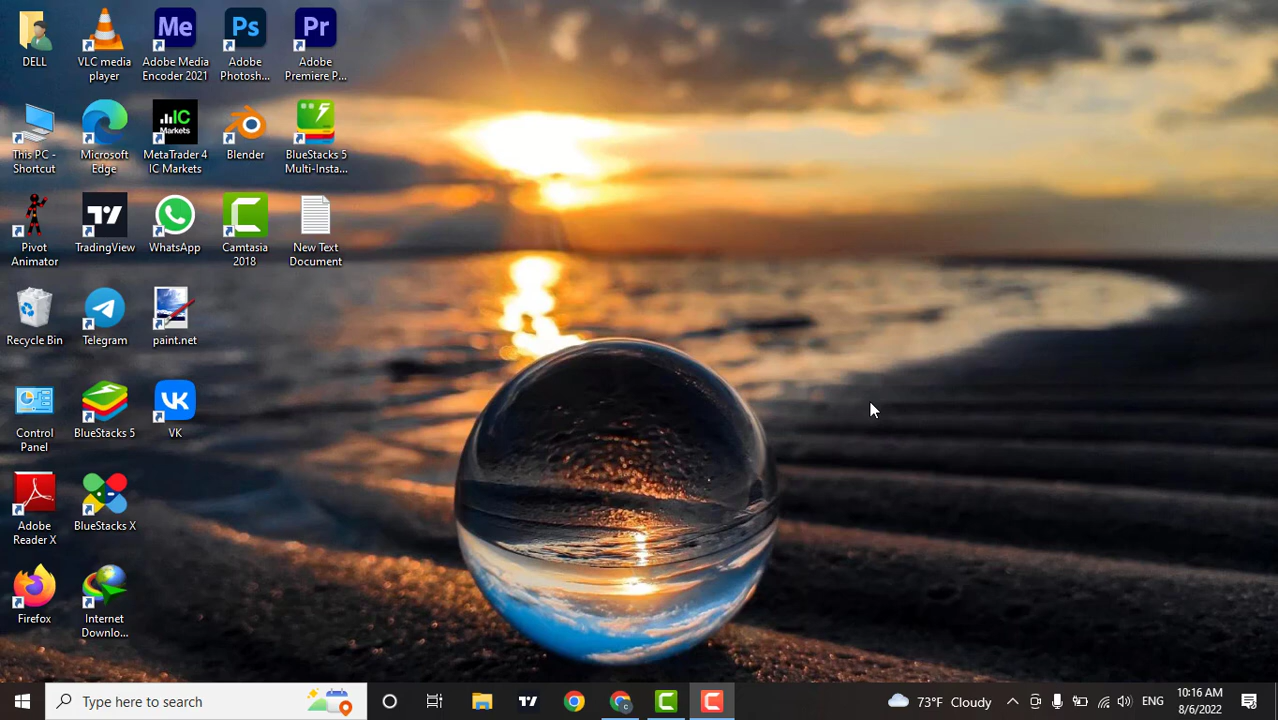 DELL
VLC media
player
Me
Adobe Media
Encoder 2021
Ps
Adobe
Photosh...
Pr
Adobe
Premiere P...
This PC -
Shortcut
Microsoft
Edge
IC
Markets
MetaTrader 4
IC Markets
Blender
BlueStacks 5
Multi-Insta...
Pivot
Animator
TradingView
WhatsApp
Camtasia
2018
New Text
Document
Recycle Bin
Telegram
paint.net
Control
Panel
BlueStacks 5
VK
Adobe
Reader X
BlueStacks X
Firefox
Internet
Downlo...
Type here to search
73°F Cloudy
ENG
10:16 AM
8/6/2022